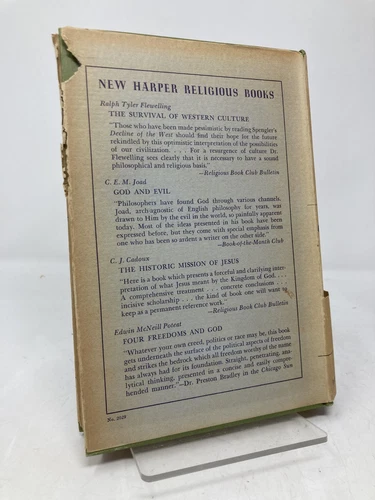 NEW HARPER RELIGIOUS BOOKS
Ralph Tyler Flewelling
THE SURVIVAL OF WESTERN CULTURE
"Those who have been made pessimistic by reading Spengler's
Decline of the West should find their hope for the future
rekindled by this optimistic interpretation of the possibilities
of our civilization . . . For a resurgence of culture Dr.
Flewelling sees clearly that it is necessary to have a sound
philosophical and religious basis."
—Religious Book Club Bulletin
C. E. M. Joad
GOD AND EVIL
"Philosophers have found God through various channels.
Joad, arch-agnostic of English philosophy for years, was
drawn to Him by the evil in the world, so painfully apparent
today. Most of the ideas presented in his book have been
expressed before, but they come with special emphasis from
one who has been so ardent a writer on the other side."
—Book-of-the-Month Club
C. J. Cadoux
THE HISTORIC MISSION OF JESUS
"Here is a book which presents a forceful and clarifying inter-
pretation of what Jesus meant by the Kingdom of God. . . .
A comprehensive treatment . . . concrete conclusions . . .
incisive scholarship . . . the kind of book one will want to
keep as a permanent reference work."
—Religious Book Club Bulletin
Edwin McNeill Poteat
FOUR FREEDOMS AND GOD
"Whatever your own creed, politics or race may be, this book
gets underneath the surface of the political aspects of freedom
and strikes the bedrock which all freedom worthy of the name
has always had for its foundation. Straight, penetrating, ana-
lytical thinking, presented in a concise and easily compre-
hended manner."—Dr. Preston Bradley in the Chicago Sun